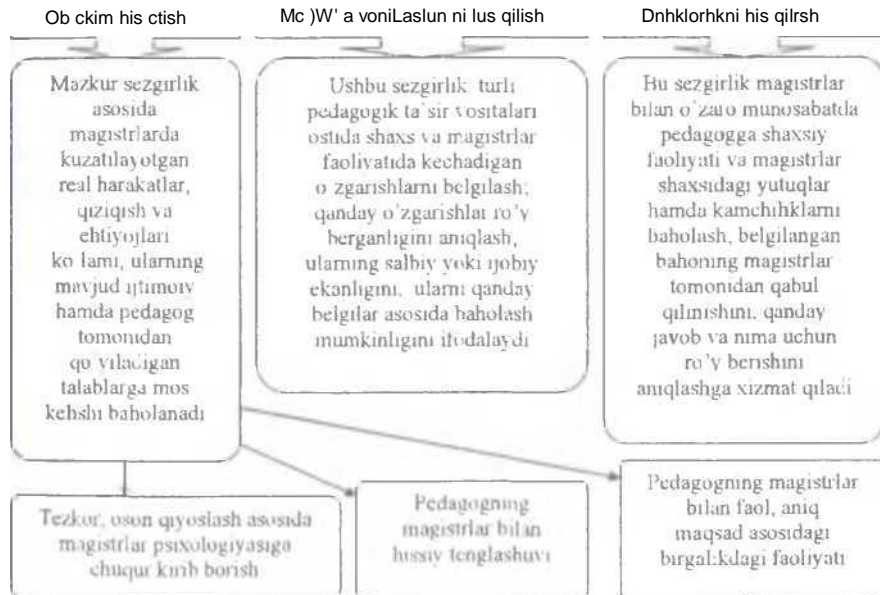 Ob ckim his ctish
Mc )W' a voniLaslun ni lus qilish
Dnhklorhkni his qilrsh
Mazkur sezgirlik
asosida
magistrlarda
kuzatilayotgan
real harakatlar,
qiziqish va
ehtiyojlari
ko lami, ularning
mavjud ijtimoiy
hamda pedagog
tomonidan
qo yiladigan
talablarga mos
kelishi baholanadi
Ushbu sezgirlik turli
pedagogik ta`sir vositalari
ostida shaxs va magistrlar
faoliyatida kechadigan
o zgarishlarni belgilash;
qanday o’zgarishlar ro’y
berganligini aniqlash,
ularning salbiy yoki ijobiy
ekanligini, ularni qanday
belgilar asosida baholash
mumkinligini ifodalaydi
Bu sezgirlik magistrlar
bilan o’zaro munosabatda
pedagogga shaxsiy
faoliyati va magistrlar
shaxsidagi yutuqlar
hamda kamchiliklarni
baholash, belgilangan
bahoning magistrlar
tomonidan qabul
qilinishini, qanday
javob va nima uchun
ro’y berishini
aniqlashga xizmat qiladi
Tezkor, oson qiyoslash asosida
magistrlar psixologiyasiga
chuqur kirib borish
Pedagogning
magistrlar bilan
hissiy tenglashuvi
Pedagogning magistrlar
bilan faol, aniq
maqsad asosidagi
birgalikdagi faoliyati